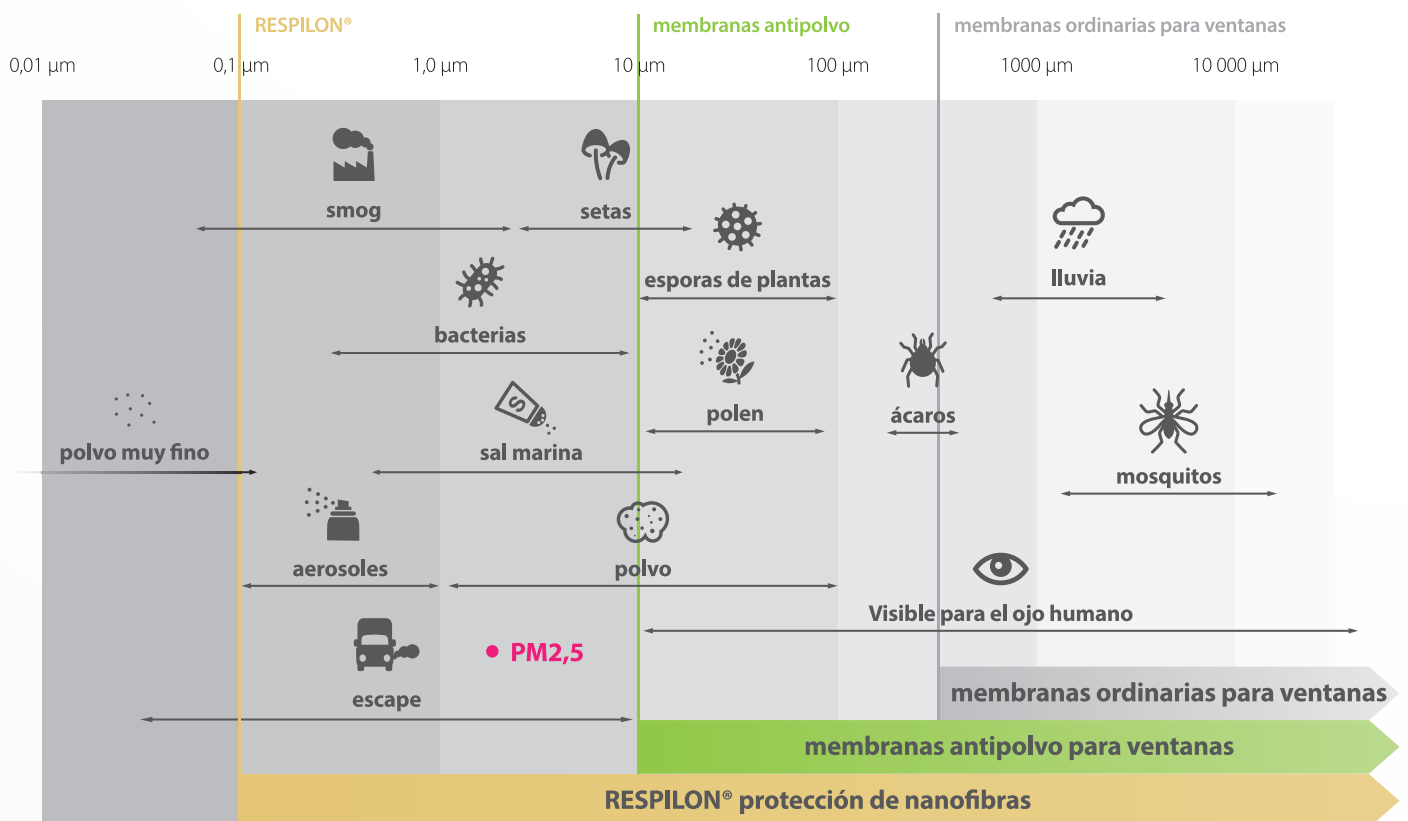 RESPILON®
membranas antipolvo
membranas ordinarias para ventanas
0,01 µm
0,1 µm
1,0 µm
10 µm
100 µm
1000 µm
10 000 µm
smog
setas
esporas de plantas
lluvia
bacterias
polen
ácaros
polvo muy fino
sal marina
mosquitos
S
aerosoles
polvo
Visible para el ojo humano
PM2,5
escape
membranas ordinarias para ventanas
membranas antipolvo para ventanas
RESPILON® protección de nanofibras